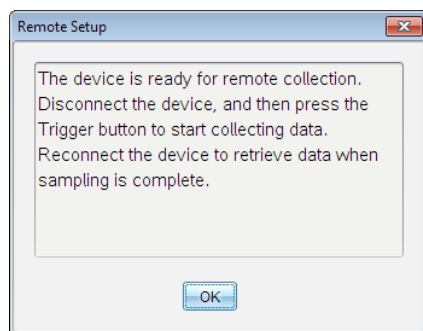 Remote Setup
The device is ready for remote collection.
Disconnect the device, and then press the
Trigger button to start collecting data.
Reconnect the device to retrieve data when
sampling is complete.
OK